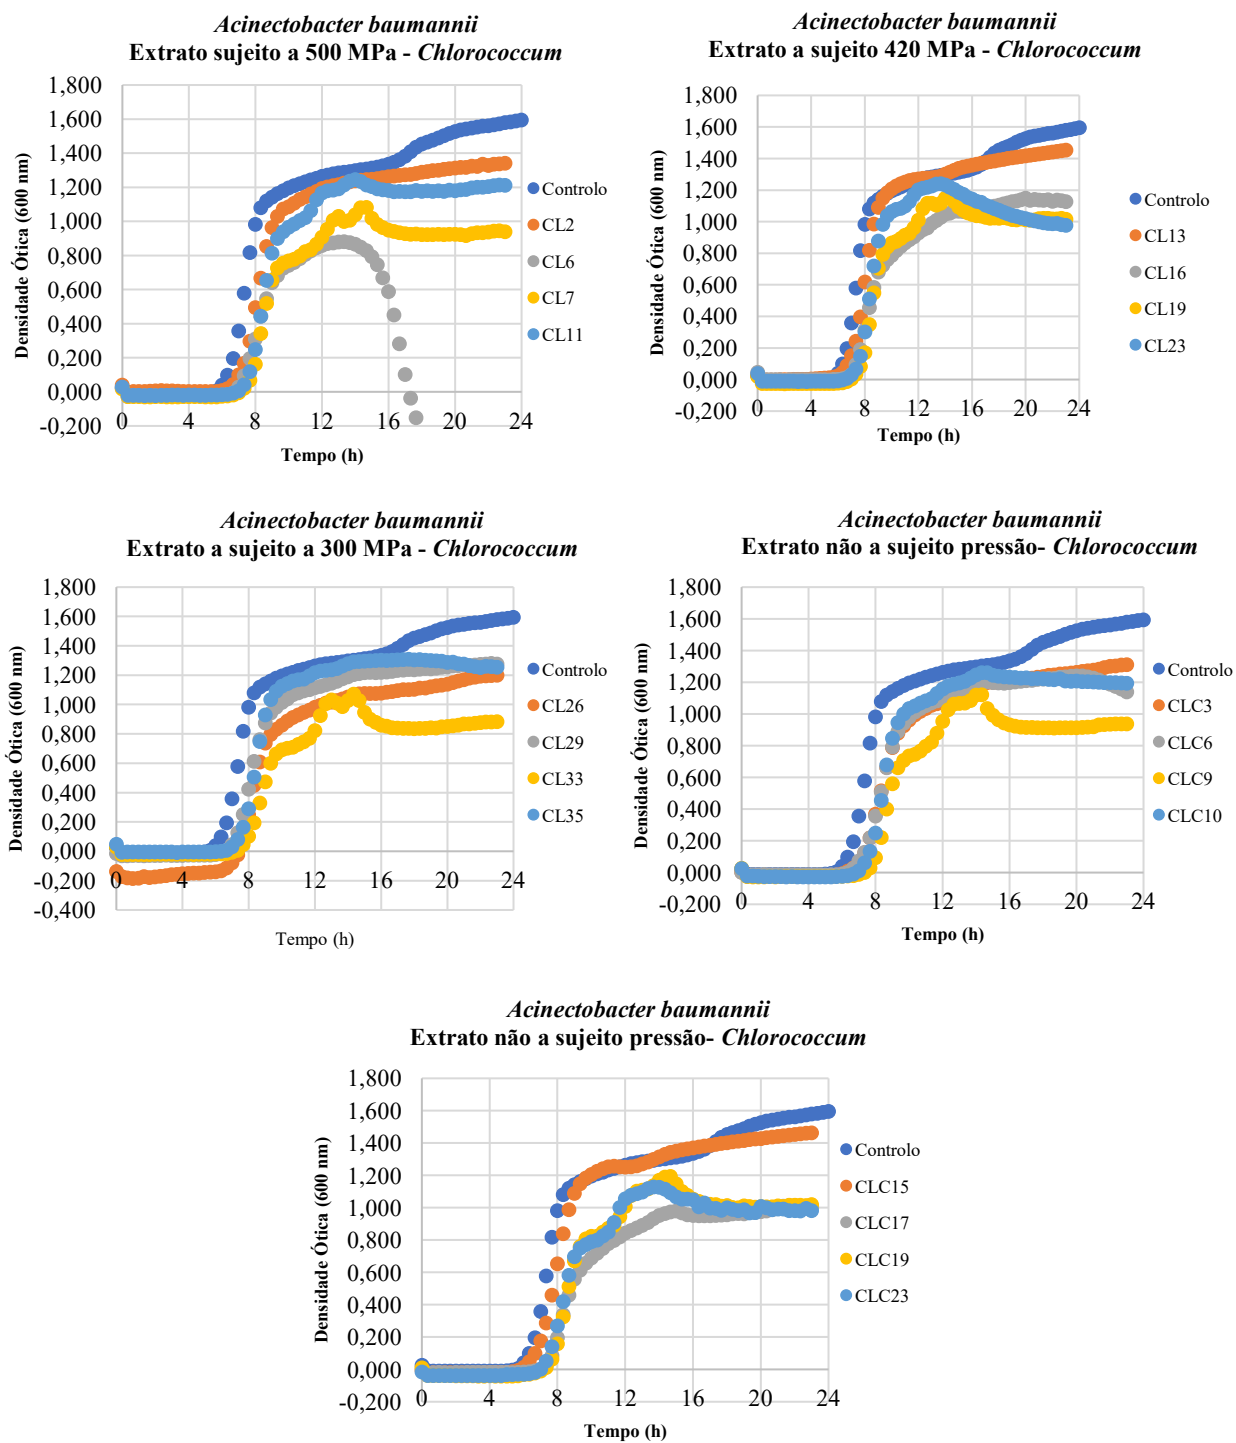 Acinectobacter baumannii
Extrato sujeito a 500 MPa - Chlorococcum
1,800
1,600
1,400
1,200
1,000
0,800
0,600
0,400
0,200
0,000
-0,200
0 4 8 12 16 20 24
Densidade Ótica (600 nm)
Tempo (h)
Controlo
CL2
CL6
CL7
CL11
Acinectobacter baumannii
Extrato a sujeito 420 MPa - Chlorococcum
1,800
1,600
1,400
1,200
1,000
0,800
0,600
0,400
0,200
0,000
-0,200
0 4 8 12 16 20 24
Densidade Ótica (600 nm)
Tempo (h)
Controlo
CL13
CL16
CL19
CL23
Acinectobacter baumannii
Extrato a sujeito a 300 MPa - Chlorococcum
1,800
1,600
1,400
1,200
1,000
0,800
0,600
0,400
0,200
0,000
-0,200
-0,400
0 4 8 12 16 20 24
Densidade Ótica (600 nm)
Tempo (h)
Controlo
CL26
CL29
CL33
CL35
Acinectobacter baumannii
Extrato não a sujeito pressão- Chlorococcum
1,800
1,600
1,400
1,200
1,000
0,800
0,600
0,400
0,200
0,000
-0,200
0 4 8 12 16 20 24
Densidade Ótica (600 nm)
Tempo (h)
Controlo
CLC3
CLC6
CLC9
CLC10
Acinectobacter baumannii
Extrato não a sujeito pressão- Chlorococcum
1,800
1,600
1,400
1,200
1,000
0,800
0,600
0,400
0,200
0,000
-0,200
0 4 8 12 16 20 24
Densidade Ótica (600 nm)
Tempo (h)
Controlo
CLC15
CLC17
CLC19
CLC23